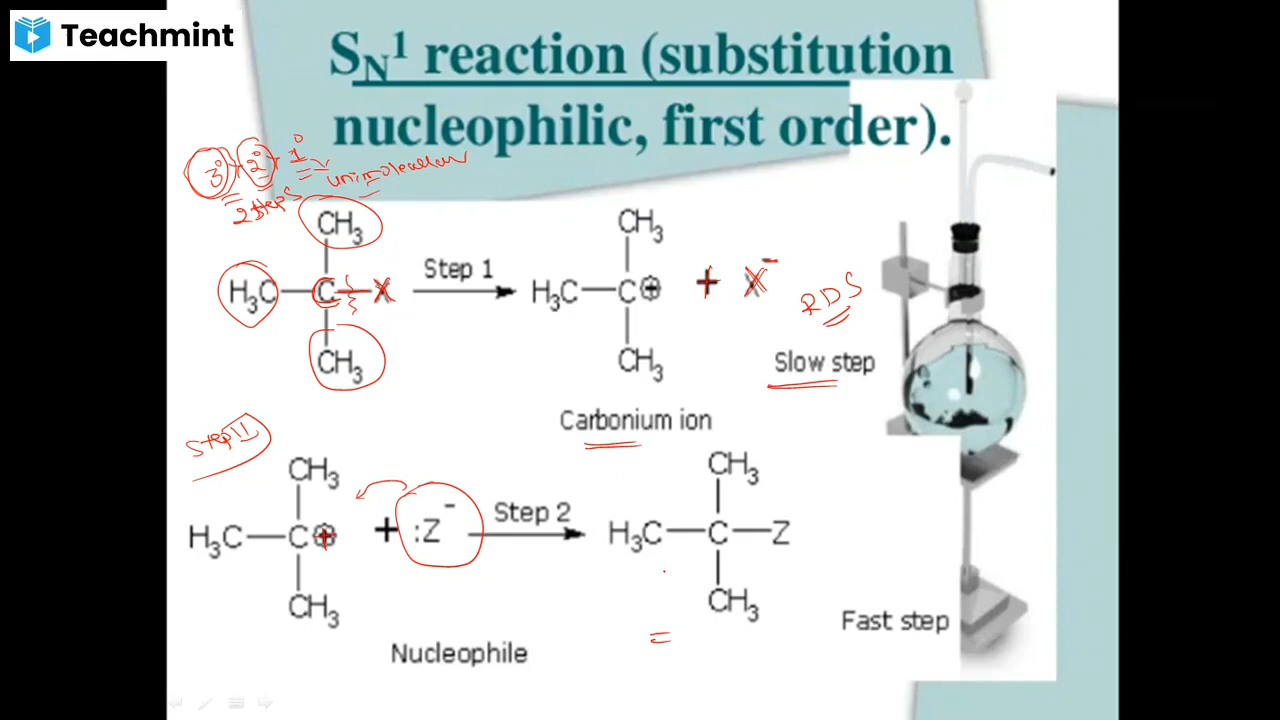 Teachmint
SN1 reaction (substitution
nucleophilic, first order).
3° > 2° > 1°
unimolecular
2 steps
CH3
H3C C X
CH3
Step 1
CH3
H3C C⊕ + X-
CH3
RDS
Slow step
Carbonium ion
Step II
CH3
H3C C⊕ + :Z-
CH3
Step 2
CH3
H3C C Z
CH3
Fast step
Nucleophile